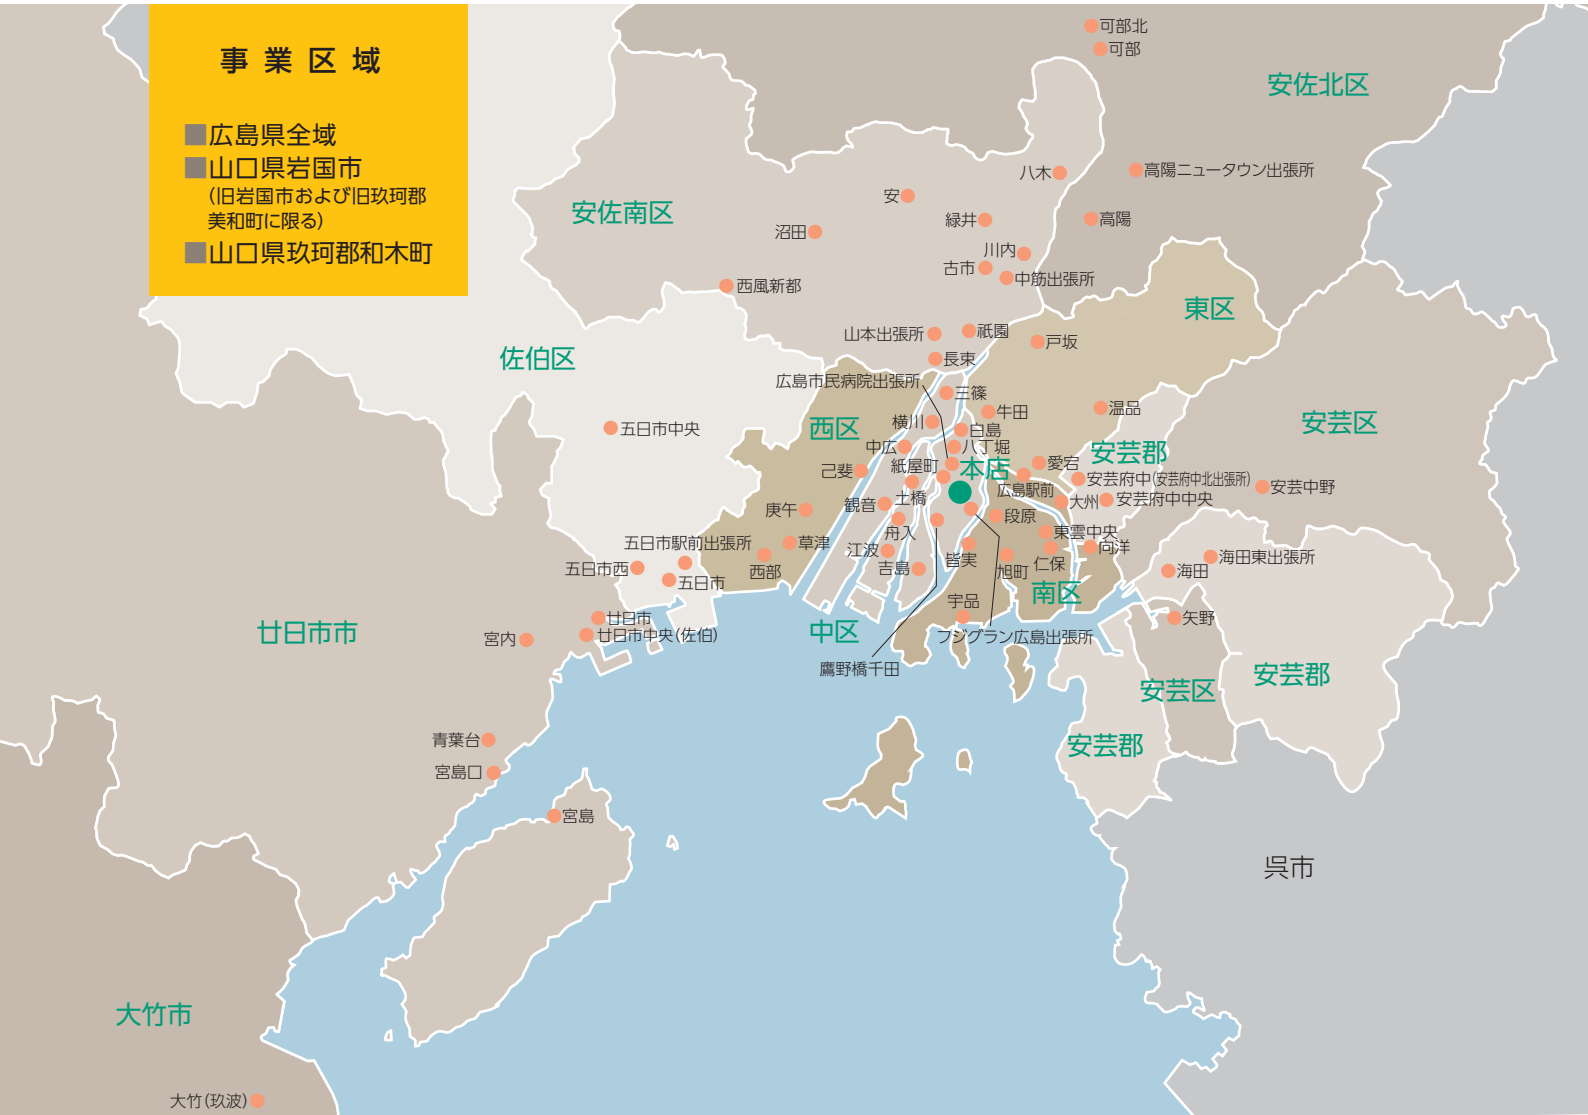 事業区域
■広島県全域
■山口県岩国市
(旧岩国市および旧玖珂郡
美和町に限る)
■山口県玖珂郡和木町
可部北
可部
安佐北区
八木
高陽ニュータウン出張所
安
安佐南区
緑井
高陽
沼田
川内
古市
中筋出張所
西風新都
東区
山本出張所
祇園
戸坂
佐伯区
長束
広島市民病院出張所
三篠
牛田
温品
横川
西区
白島
安芸区
五日市中央
中広
八丁堀
安芸郡
己斐
紙屋町
本店
愛宕
安芸府中(安芸府中北出張所)
広島駅前
安芸中野
観音
土橋
大州
安芸府中中央
庚午
段原
舟入
東雲中央
五日市駅前出張所
草津
江波
皆実
向洋
海田東出張所
五日市西
西部
吉島
旭町
仁保
海田
五日市
南区
宇品
廿日市
矢野
廿日市市
宮内
廿日市中央(佐伯)
中区
フジグラン広島出張所
鷹野橋千田
安芸郡
安芸区
青葉台
安芸郡
宮島口
宮島
呉市
大竹市
大竹(玖波)